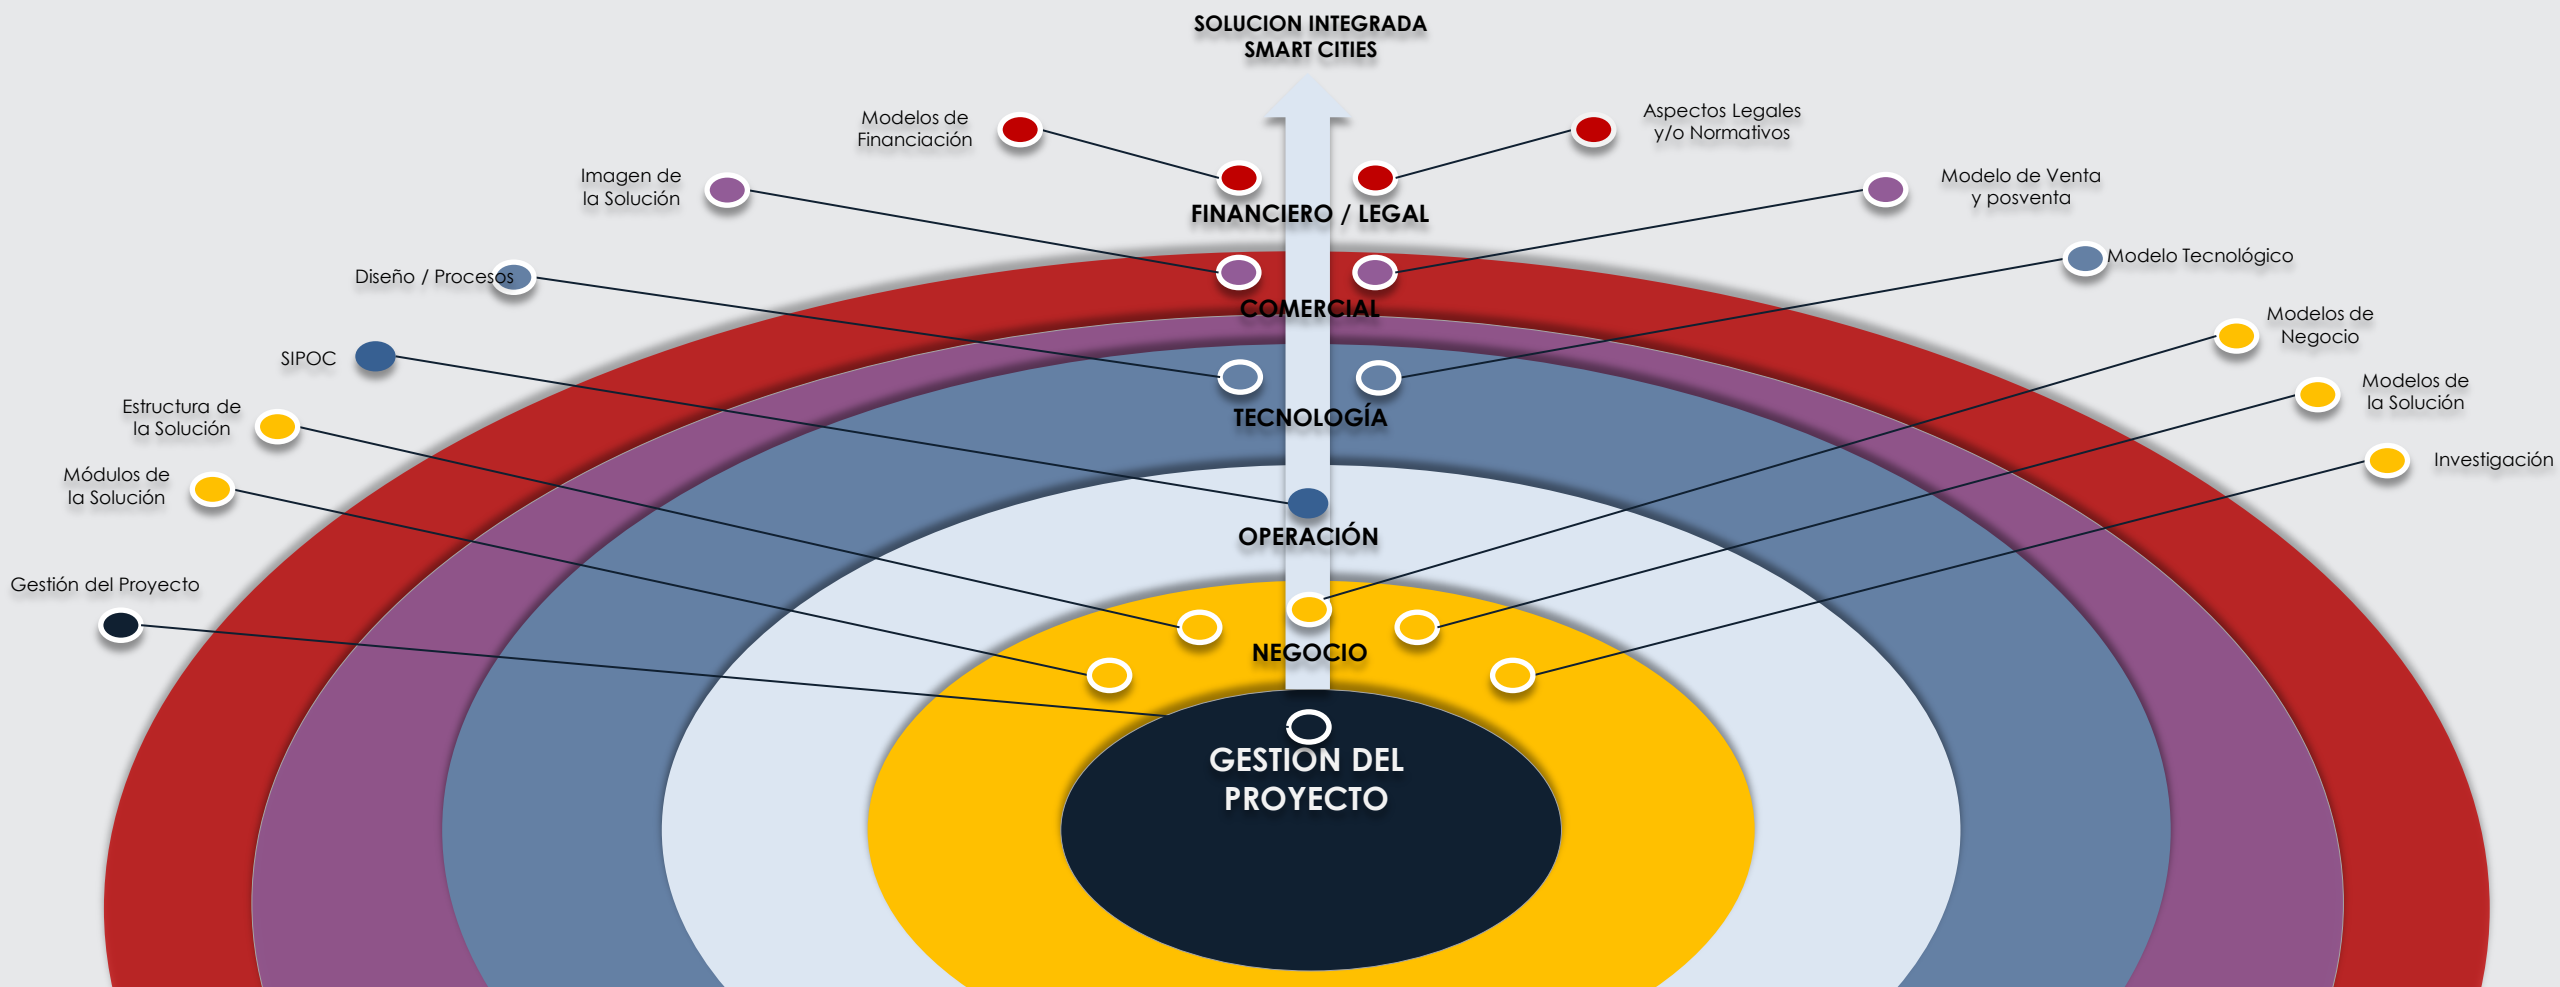 SOLUCION INTEGRADA
SMART CITIES
Modelos de
Financiación
Aspectos Legales
y/o Normativos
Imagen de
la Solución
Modelo de Venta
y posventa
FINANCIERO / LEGAL
Diseño / Procesos
Modelo Tecnológico
COMERCIAL
Modelos de
Negocio
SIPOC
Modelos de
la Solución
Estructura de
la Solución
TECNOLOGÍA
Investigación
Módulos de
la Solución
OPERACIÓN
Gestión del Proyecto
NEGOCIO
GESTION DEL
PROYECTO